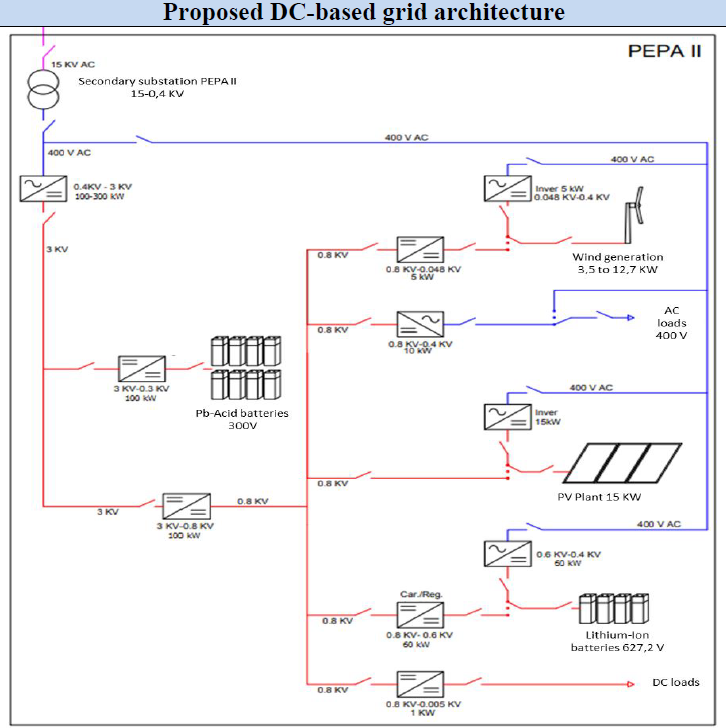 Proposed DC-based grid architecture
PEPA II
15 KV AC
Secondary substation PEPA II
15-0,4 KV
400 V AC
400 V AC
400 V AC
0.4KV - 3 KV
100-300 kW
Inver 5 kW
0.048 KV-0.4 KV
3 KV
0.8 KV
0.8 KV-0.048 KV
5 kW
Wind generation
3,5 to 12,7 KW
0.8 KV
0.8 KV-0.4 KV
10 kW
AC
loads
400 V
3 KV-0.3 KV
100 kW
Pb-Acid batteries
300V
400 V AC
Inver
15kW
0.8 KV
PV Plant 15 KW
3 KV
0.8 KV
3 KV-0.8 KV
100 kW
400 V AC
0.6 KV-0.4 KV
60 kW
Car./Reg.
0.8 KV
0.8 KV- 0.6 KV
60 kW
Lithium-Ion
batteries 627,2 V
0.8 KV
0.8 KV-0.005 KV
1 KW
DC loads